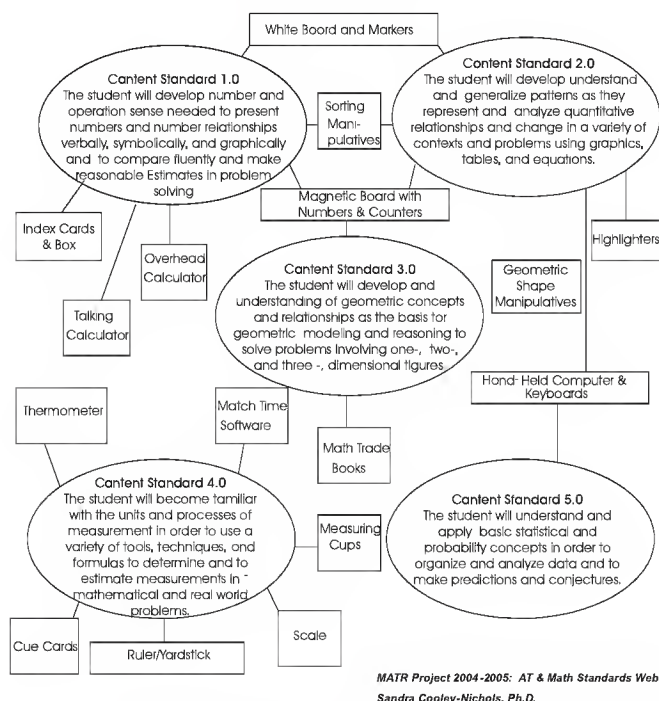 White Boord and Markers
Cantent Standard 1.0
The student will develop number and
operation sense needed to present
numbers and number relationships
verbally, symbolically, and graphically
and to compare fluently and make
reasonable Estimates in problem
solving
Sorting
Mani-
pulatives
Content Standard 2.0
The student will develop understand
and generalize patterns as they
represent and analyze quantitative
relationships and change in a variety of
contexts and problems using graphics,
tables, and equations.
Index Cards
& Box
Talking
Calculator
Overhead
Calculator
Magnetic Board with
Numbers & Counters
Highlighters
Cantent Standard 3.0
The student will develop and
understanding of geometric concepts
and relationships as the basis tor
geometric modeling and reasoning to
solve problems involving one-, two-,
and three -, dimensional figures
Geometric
Shape
Manipulatives
Hond- Held Computer &
Keyboards
Thermometer
Match Time
Software
Math Trade
Books
Cantent Standard 4.0
The student will become tamiliar
with the units and processes of
measurement in order to use a
variety of tools, techniques, ond
formulas to determine and to
estimate measurements in -
mathematical and real world
problems.
Measuring
Cups
Cantent Standard 5.0
The student will understand and
apply basic statistical and
probability concepts in order to
organize and analyze data and to
make predictions and conjectures.
Cue Cards
Ruler/Yardstick
Scale
MATR Project 2004-2005: AT & Math Standards Web
Sandra Cooley-Nichols, Ph.D.